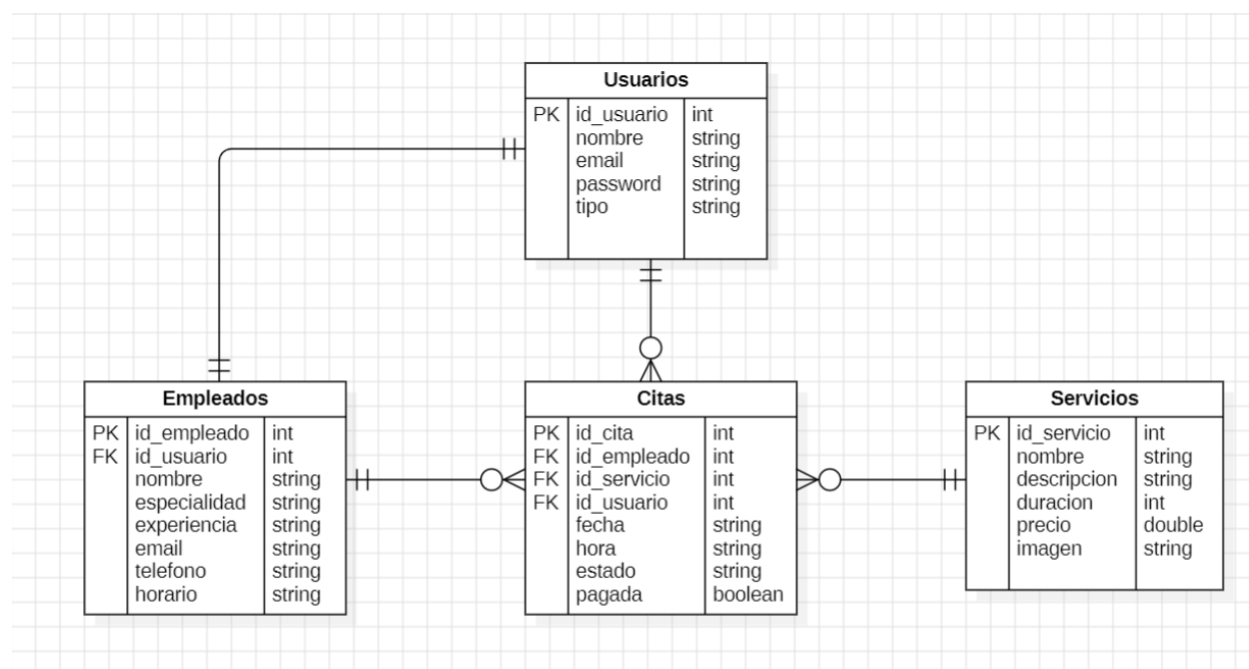 Usuarios
PK id_usuario int
nombre string
email string
password string
tipo string
Empleados
PK id_empleado int
FK id_usuario int
nombre string
especialidad string
experiencia string
email string
telefono string
horario string
Citas
PK id_cita int
FK id_empleado int
FK id_servicio int
FK id_usuario int
fecha string
hora string
estado string
pagada boolean
Servicios
PK id_servicio int
nombre string
descripcion string
duracion int
precio double
imagen string